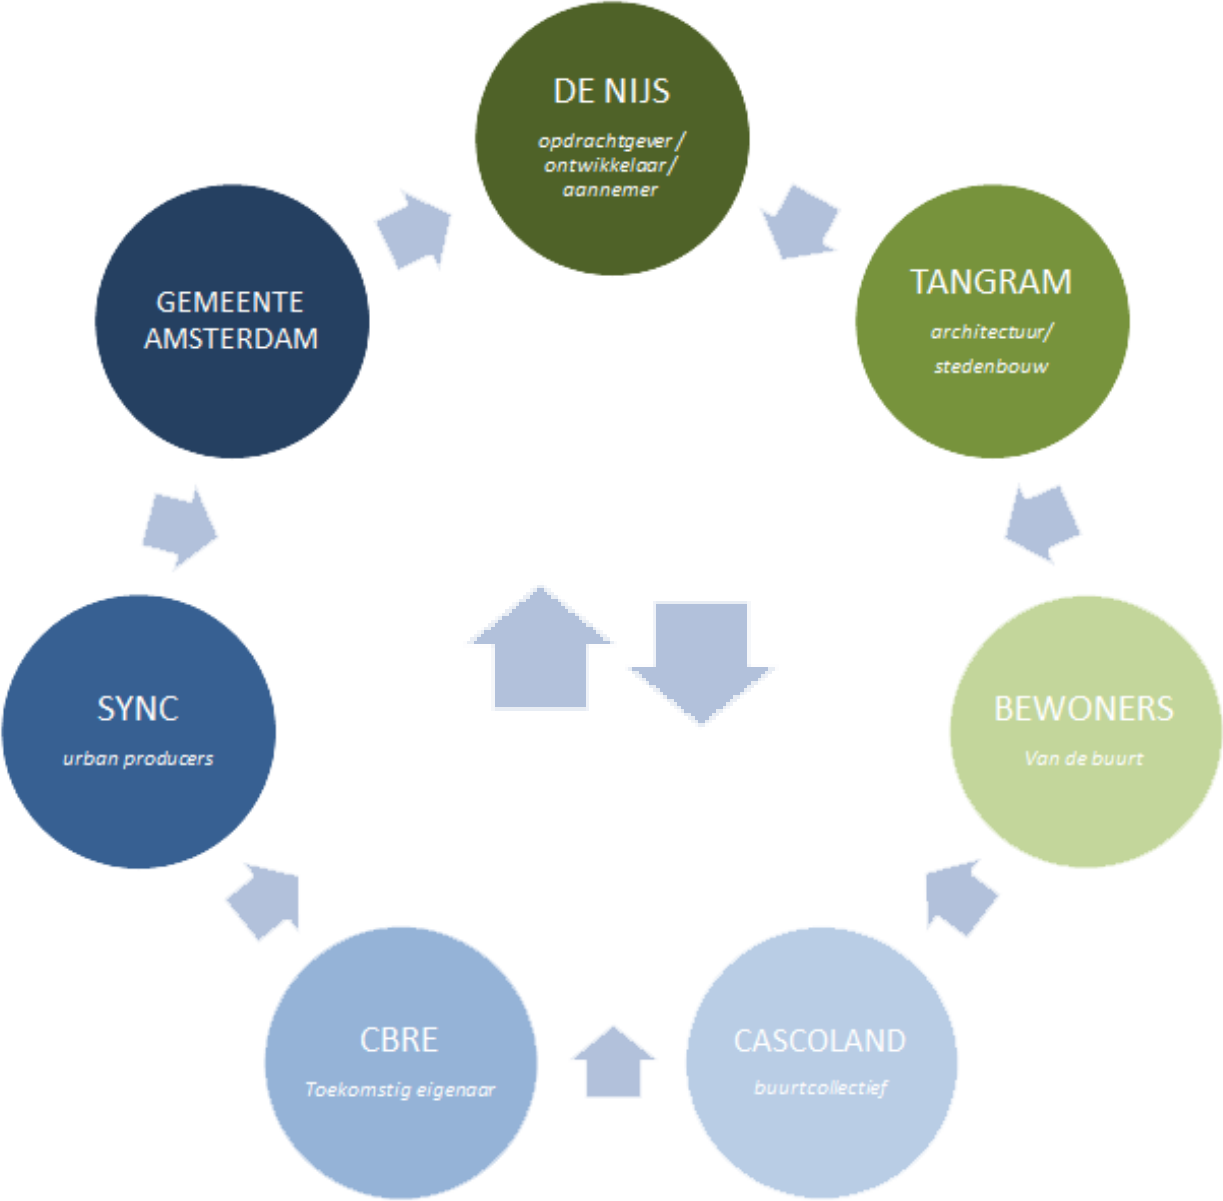 DE NIJS
opdrachtgever/
ontwikkelaar/
aannemer
TANGRAM
architectuur/
stedenbouw
BEWONERS
Van de buurt
CASCOLAND
buurtcollectief
CBRE
Toekomstig eigenaar
SYNC
urban producers
GEMEENTE
AMSTERDAM